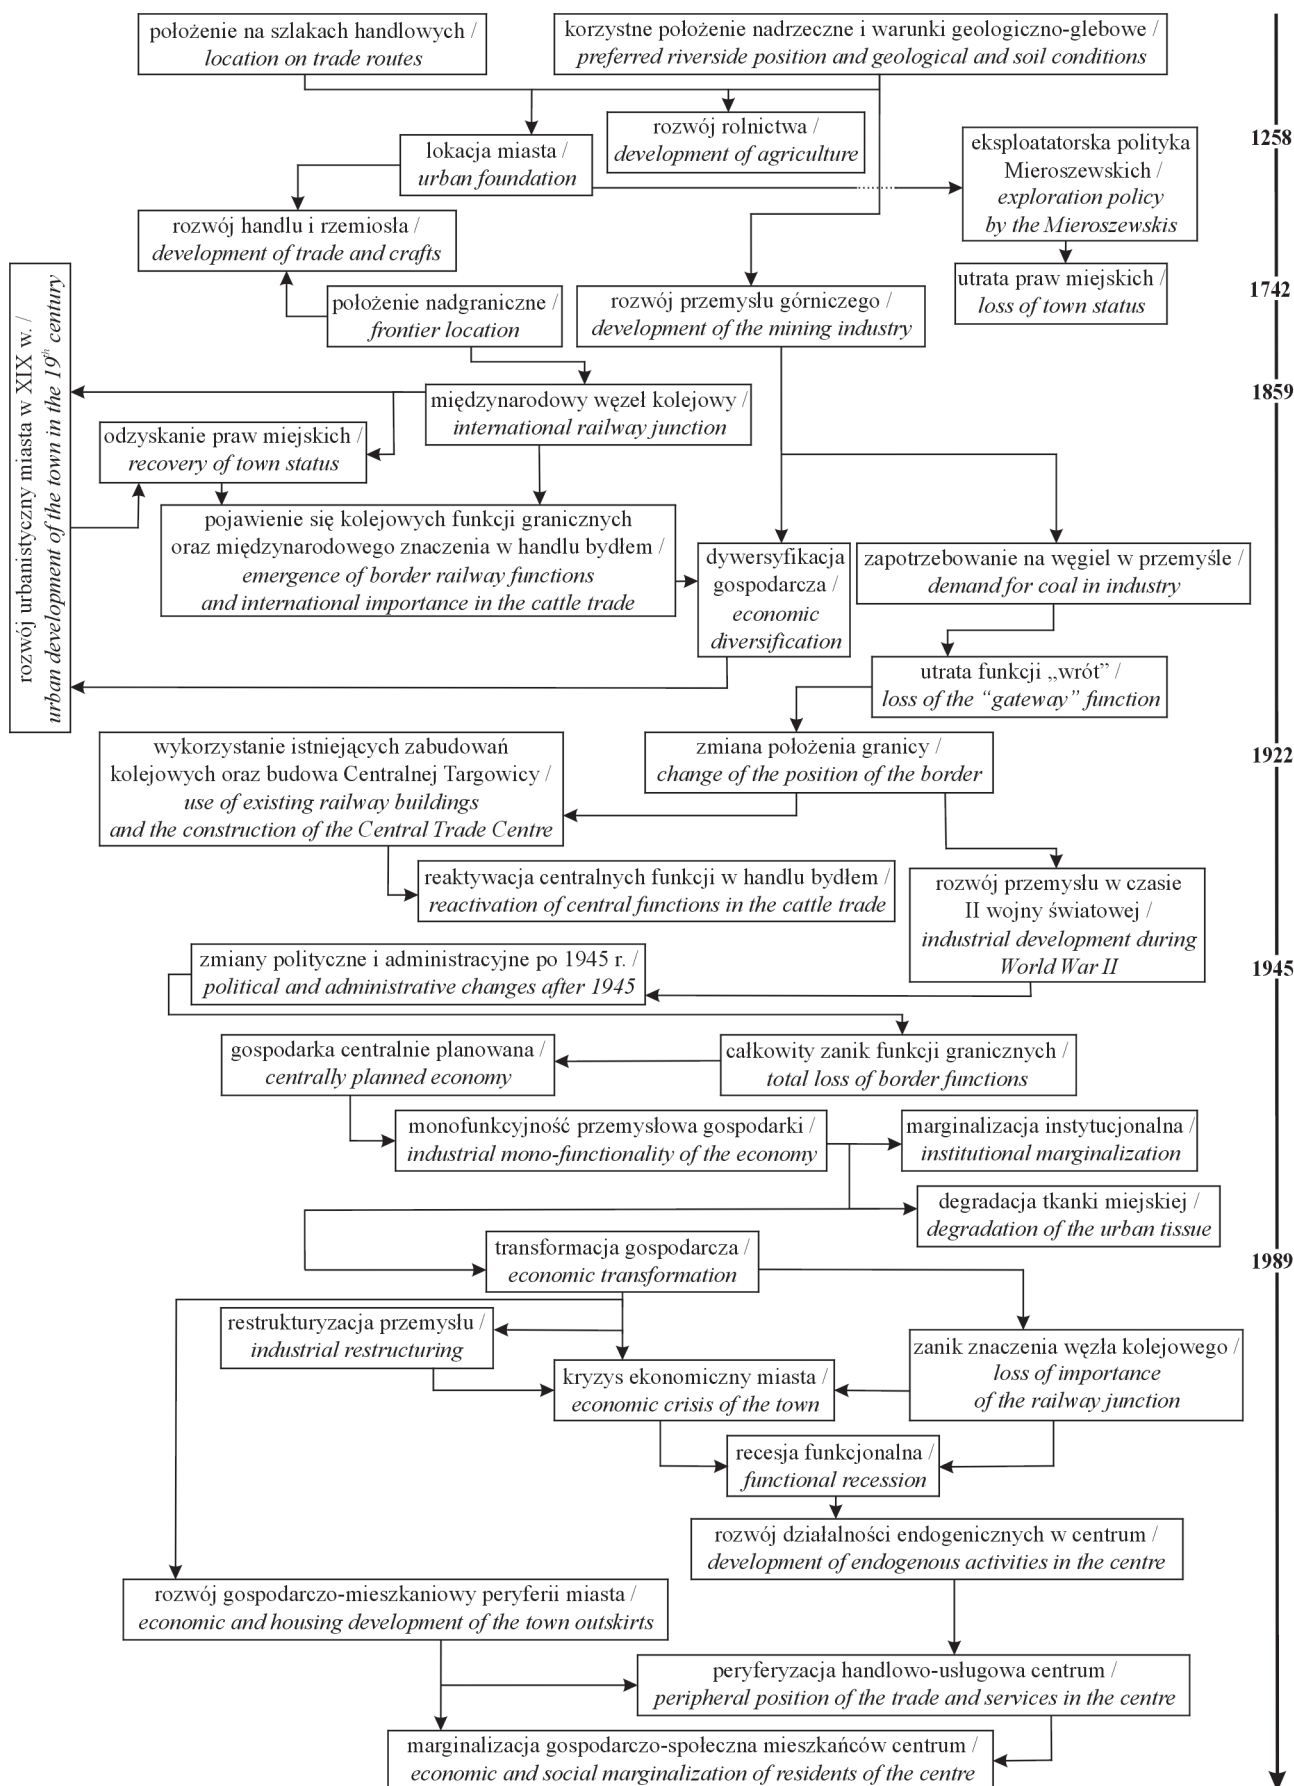 położenie na szlakach handlowych /
location on trade routes
korzystne położenie nadrzeczne i warunki geologiczno-glebowe /
preferred riverside position and geological and soil conditions
rozwój rolnictwa /
development of agriculture
1258
lokacja miasta /
urban foundation
eksploatatorska polityka
Mieroszewskich /
exploration policy
by the Mieroszewskis
rozwój handlu i rzemiosła /
development of trade and crafts
utrata praw miejskich /
loss of town status
1742
położenie nadgraniczne /
frontier location
rozwój przemysłu górniczego /
development of the mining industry
rozwój urbanistyczny miasta w XIX w. /
urban development of the town in the 19th century
1859
międzynarodowy węzeł kolejowy /
international railway junction
odzyskanie praw miejskich /
recovery of town status
pojawienie się kolejowych funkcji granicznych
oraz międzynarodowego znaczenia w handlu bydłem /
emergence of border railway functions
and international importance in the cattle trade
dywersyfikacja
gospodarcza /
economic
diversification
zapotrzebowanie na węgiel w przemyśle /
demand for coal in industry
utrata funkcji „wrót” /
loss of the “gateway” function
zmiana położenia granicy /
change of the position of the border
1922
wykorzystanie istniejących zabudowań
kolejowych oraz budowa Centralnej Targowicy /
use of existing railway buildings
and the construction of the Central Trade Centre
reaktywacja centralnych funkcji w handlu bydłem /
reactivation of central functions in the cattle trade
rozwój przemysłu w czasie
II wojny światowej /
industrial development during
World War II
1945
zmiany polityczne i administracyjne po 1945 r. /
political and administrative changes after 1945
gospodarka centralnie planowana /
centrally planned economy
całkowity zanik funkcji granicznych /
total loss of border functions
monofunkcyjność przemysłowa gospodarki /
industrial mono-functionality of the economy
marginalizacja instytucjonalna /
institutional marginalization
degradacja tkanki miejskiej /
degradation of the urban tissue
transformacja gospodarcza /
economic transformation
1989
restrukturyzacja przemysłu /
industrial restructuring
zanik znaczenia węzła kolejowego /
loss of importance
of the railway junction
kryzys ekonomiczny miasta /
economic crisis of the town
recesja funkcjonalna /
functional recession
rozwój działalności endogenicznych w centrum /
development of endogenous activities in the centre
rozwój gospodarczo-mieszkaniowy peryferii miasta /
economic and housing development of the town outskirts
peryferyzacja handlowo-usługowa centrum /
peripheral position of the trade and services in the centre
marginalizacja gospodarczo-społeczna mieszkańców centrum /
economic and social marginalization of residents of the centre